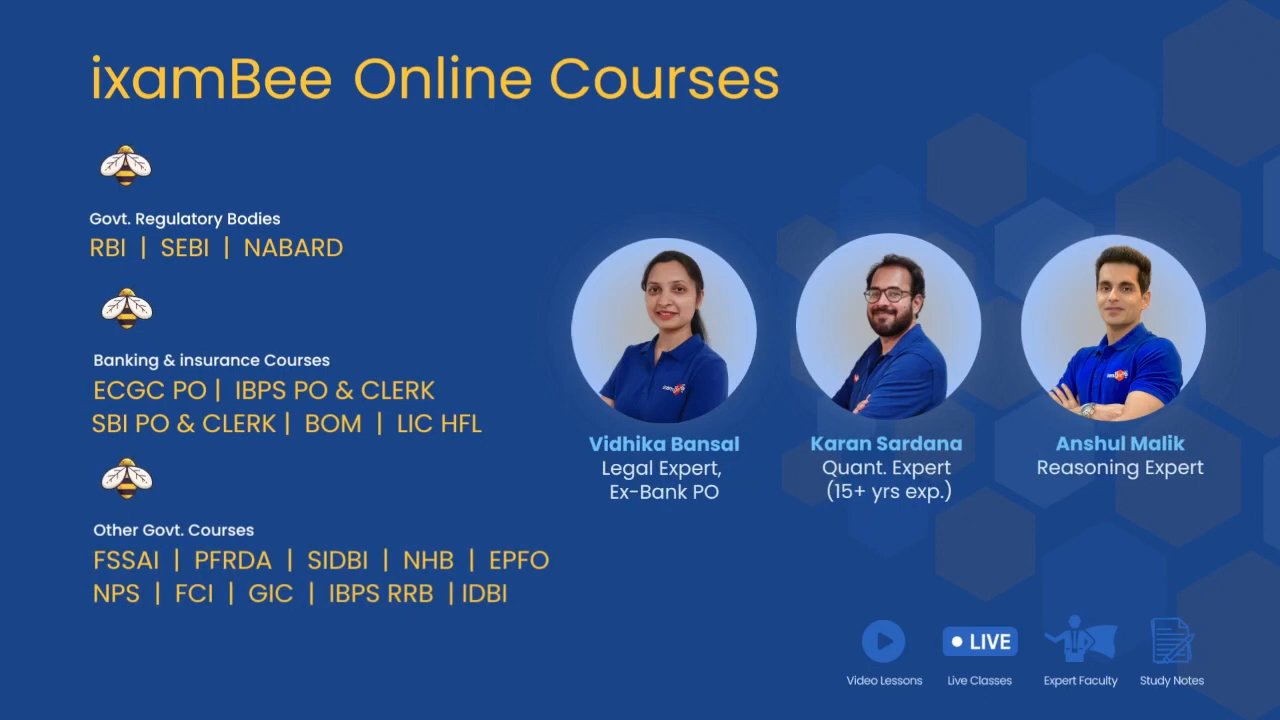 ixamBee Online Courses
Govt. Regulatory Bodies
RBI | SEBI | NABARD
Banking & insurance Courses
ECGC PO | IBPS PO & CLERK
SBI PO & CLERK | BOM | LIC HFL
Other Govt. Courses
FSSAI | PFRDA | SIDBI | NHB | EPFO
NPS | FCI | GIC | IBPS RRB | IDBI
Vidhika Bansal
Legal Expert,
Ex-Bank PO
Karan Sardana
Quant. Expert
(15+ yrs exp.)
Anshul Malik
Reasoning Expert
LIVE
Video Lessons
Live Classes
Expert Faculty
Study Notes